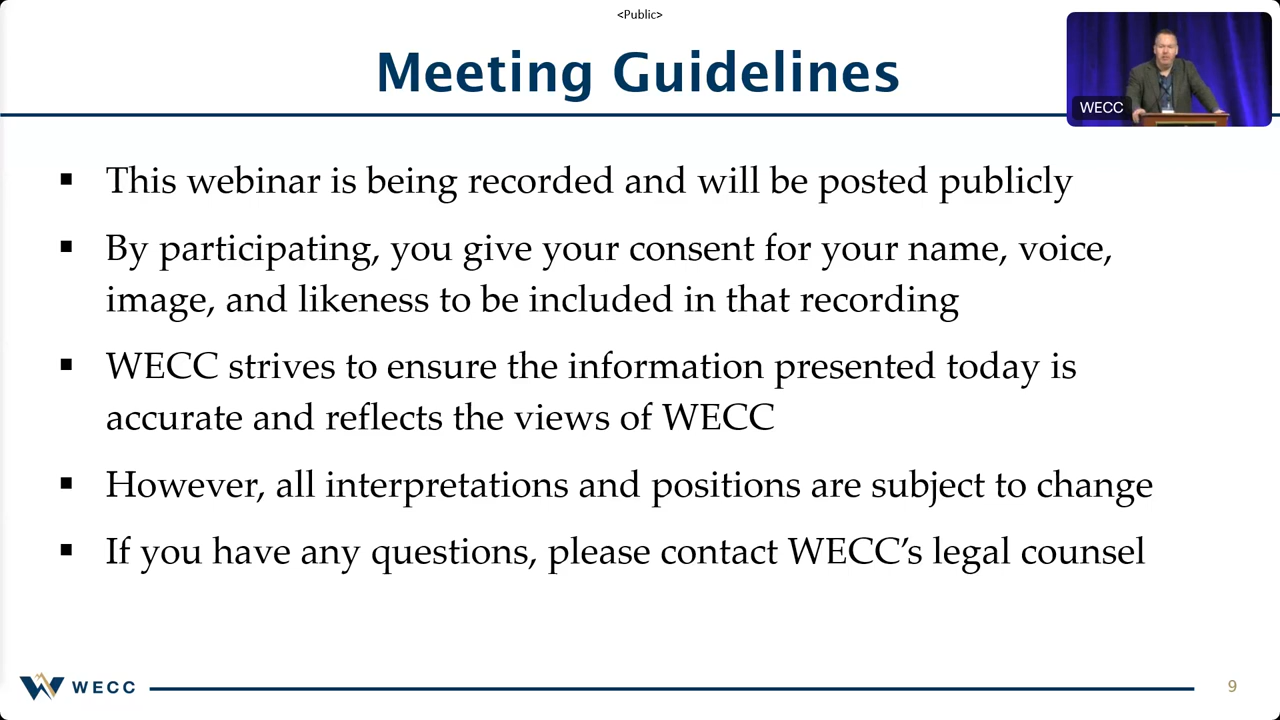 <Public>
Meeting Guidelines
WECC
▪ This webinar is being recorded and will be posted publicly
▪ By participating, you give your consent for your name, voice,
image, and likeness to be included in that recording
▪ WECC strives to ensure the information presented today is
accurate and reflects the views of WECC
▪ However, all interpretations and positions are subject to change
▪ If you have any questions, please contact WECC’s legal counsel
WECC
9